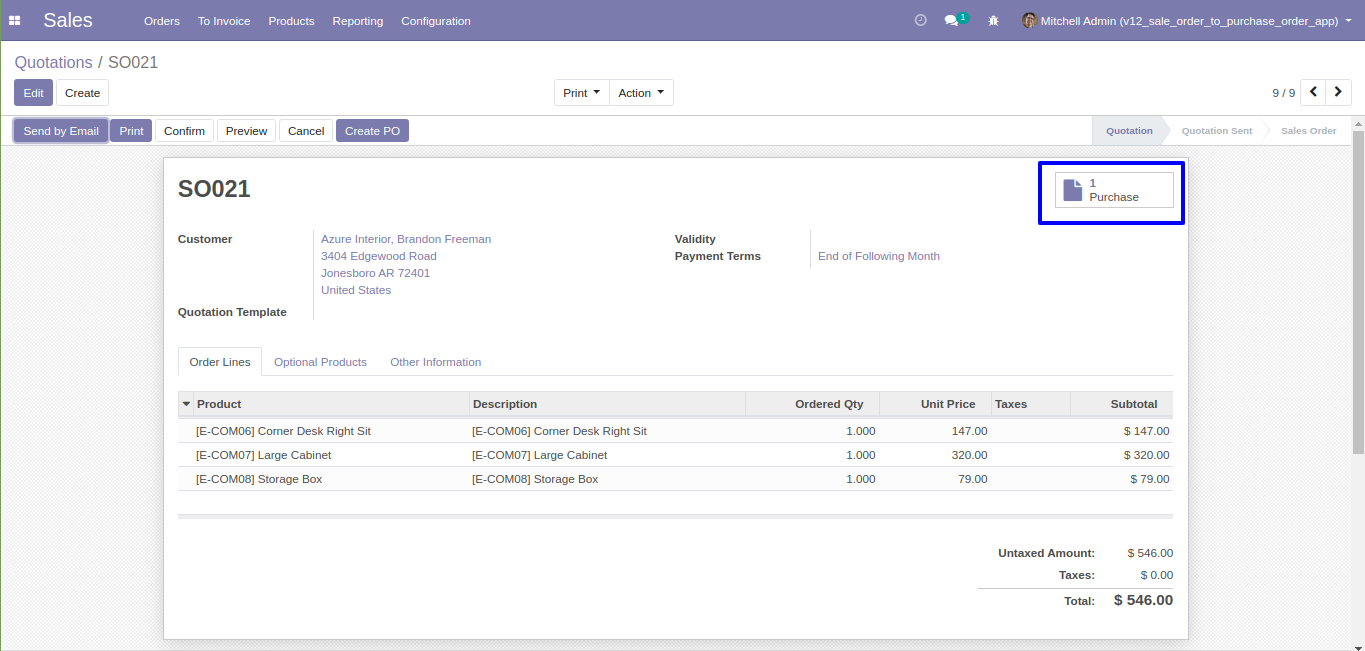 Sales Orders To Invoice Products Reporting Configuration 1 Mitchell Admin (v12_sale_order_to_purchase_order_app)
Quotations / SO021
Edit Create Print Action 9 / 9
Send by Email Print Confirm Preview Cancel Create PO Quotation Quotation Sent Sales Order
SO021
1
Purchase
Customer
Azure Interior, Brandon Freeman
3404 Edgewood Road
Jonesboro AR 72401
United States
Validity
Payment Terms End of Following Month
Quotation Template
Order Lines Optional Products Other Information
Product Description Ordered Qty Unit Price Taxes Subtotal
[E-COM06] Corner Desk Right Sit [E-COM06] Corner Desk Right Sit 1.000 147.00 $ 147.00
[E-COM07] Large Cabinet [E-COM07] Large Cabinet 1.000 320.00 $ 320.00
[E-COM08] Storage Box [E-COM08] Storage Box 1.000 79.00 $ 79.00
Untaxed Amount: $ 546.00
Taxes: $ 0.00
Total: $ 546.00